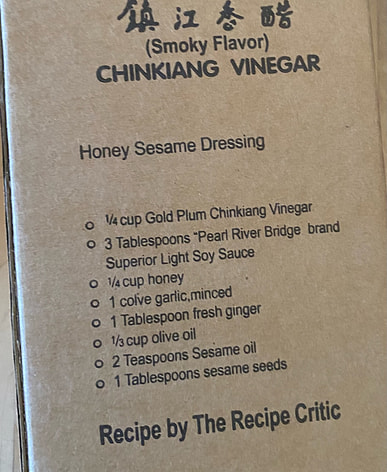 鎮江香醋
(Smoky Flavor)
CHINKIANG VINEGAR
Honey Sesame Dressing
¼ cup Gold Plum Chinkiang Vinegar
3 Tablespoons "Pearl River Bridge brand
Superior Light Soy Sauce
¼ cup honey
1 colve garlic,minced
1 Tablespoon fresh ginger
⅓ cup olive oil
2 Teaspoons Sesame oil
1 Tablespoons sesame seeds
Recipe by The Recipe Critic